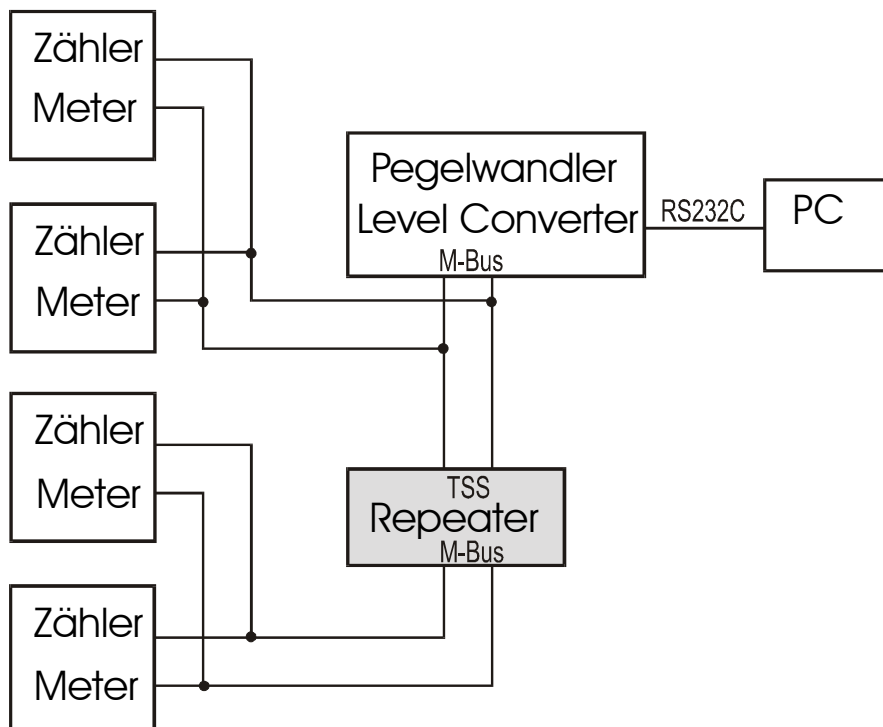 Zähler
Meter
Zähler
Meter
Zähler
Meter
Zähler
Meter
Pegelwandler
Level Converter
M-Bus
RS232C
PC
TSS
Repeater
M-Bus